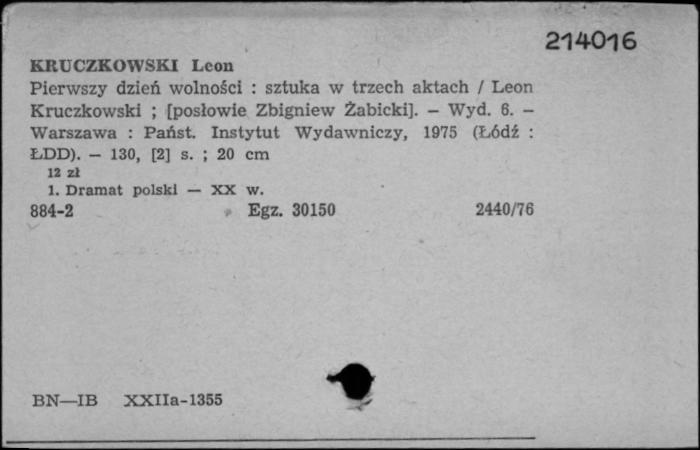 214016
KRUCZKOWSKI Leon
Pierwszy dzień wolności : sztuka w trzech aktach / Leon
Kruczkowski ; [posłowie Zbigniew Żabicki]. — Wyd. 6. —
Warszawa : Państ. Instytut Wydawniczy, 1975 (Łódź :
ŁDD). — 130, [2] s. ; 20 cm
12 zł
1. Dramat polski — XX w.
884-2 Egz. 30150 2440/76
BN—IB XXIIa-1355